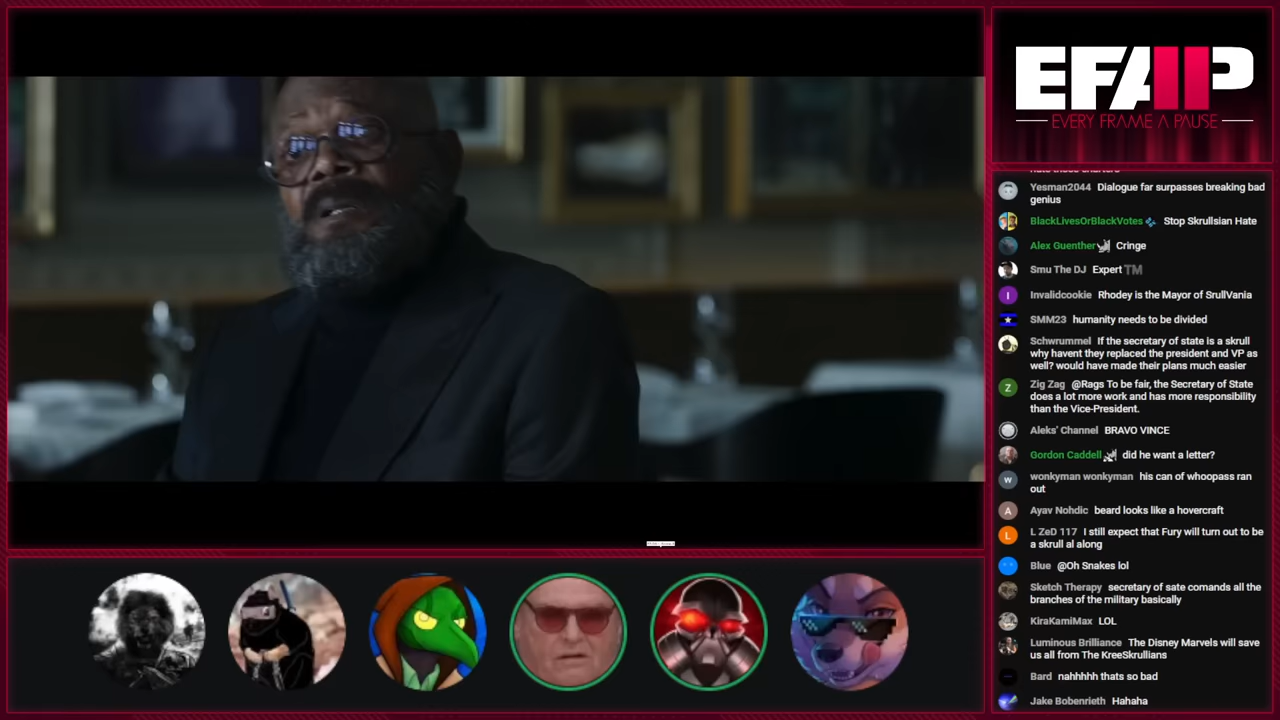 EFAP
EVERY FRAME A PAUSE
Yesman2044 Dialogue far surpasses breaking bad
genius
BlackLivesOrBlackVotes Stop Skrullsian Hate
Alex Guenther Cringe
Smu The DJ Expert TM
Invalidcookie Rhodey is the Mayor of SrullVania
SMM23 humanity needs to be divided
Schwrummel If the secretary of state is a skrull
why havent they replaced the president and VP as
well? would have made their plans much easier
Zig Zag @Rags To be fair, the Secretary of State
does a lot more work and has more responsibility
than the Vice-President.
Aleks' Channel BRAVO VINCE
Gordon Caddell did he want a letter?
wonkyman wonkyman his can of whoopass ran
out
Ayav Nohdic beard looks like a hovercraft
L ZeD 117 I still expect that Fury will turn out to be
a skrull al along
Blue @Oh Snakes lol
Sketch Therapy secretary of sate comands all the
branches of the military basically
KiraKamiMax LOL
Luminous Brilliance The Disney Marvels will save
us all from The KreeSkrullians
Bard nahhhhh thats so bad
Jake Bobenrieth Hahaha